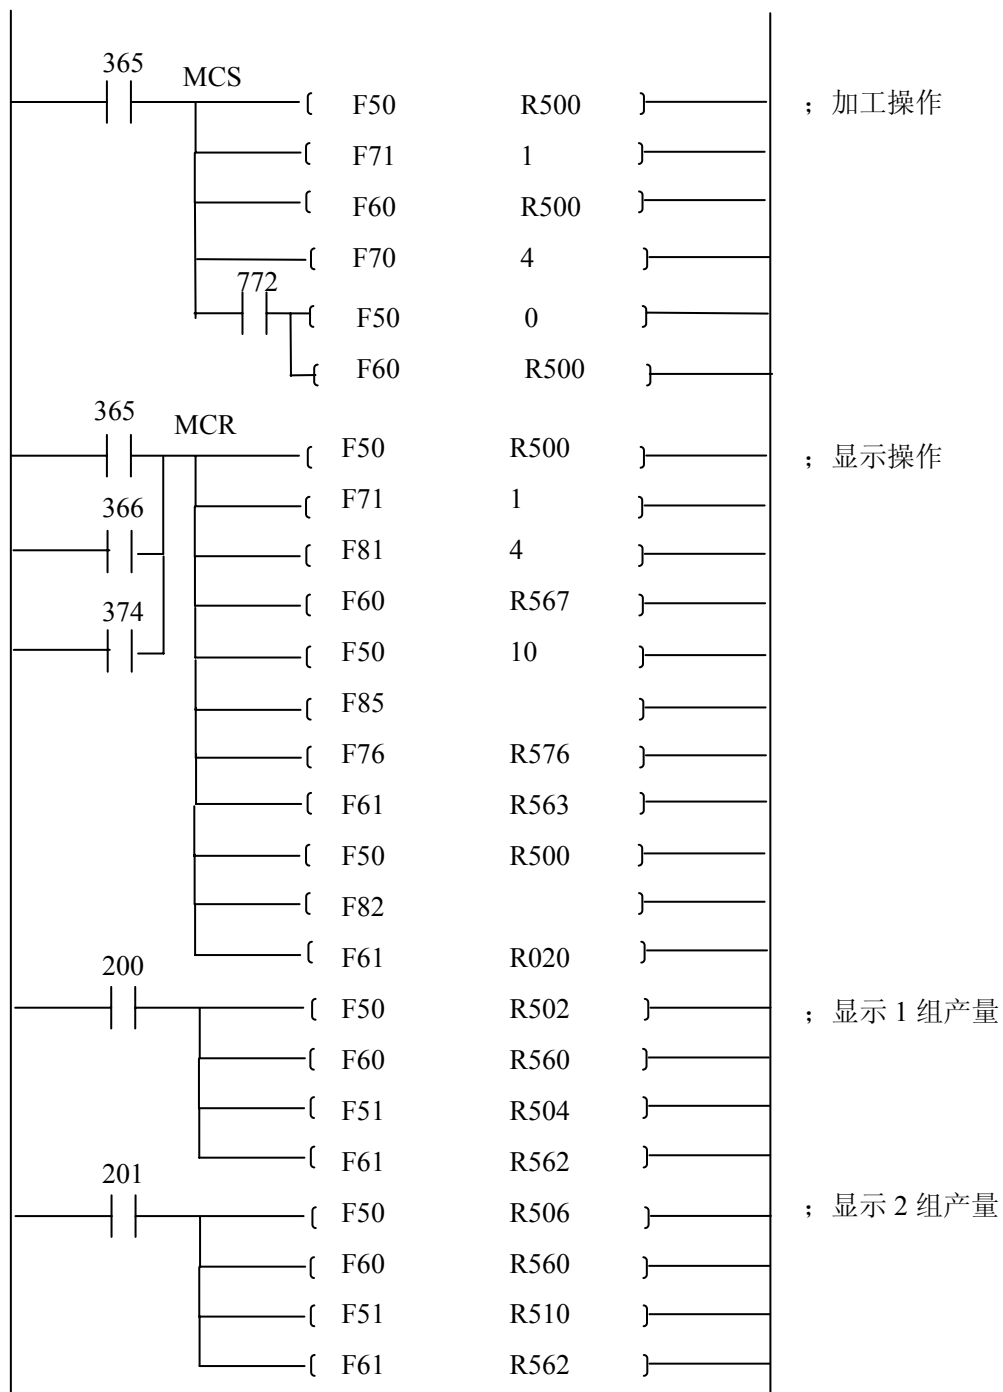 365
MCS
F50 R500 ；加工操作
F71 1
F60 R500
F70 4
772
F50 0
F60 R500
365
MCR
F50 R500 ；显示操作
F71 1
366
F81 4
F60 R567
374
F50 10
F85
F76 R576
F61 R563
F50 R500
F82
F61 R020
200
F50 R502 ；显示 1 组产量
F60 R560
F51 R504
F61 R562
201
F50 R506 ；显示 2 组产量
F60 R560
F51 R510
F61 R562